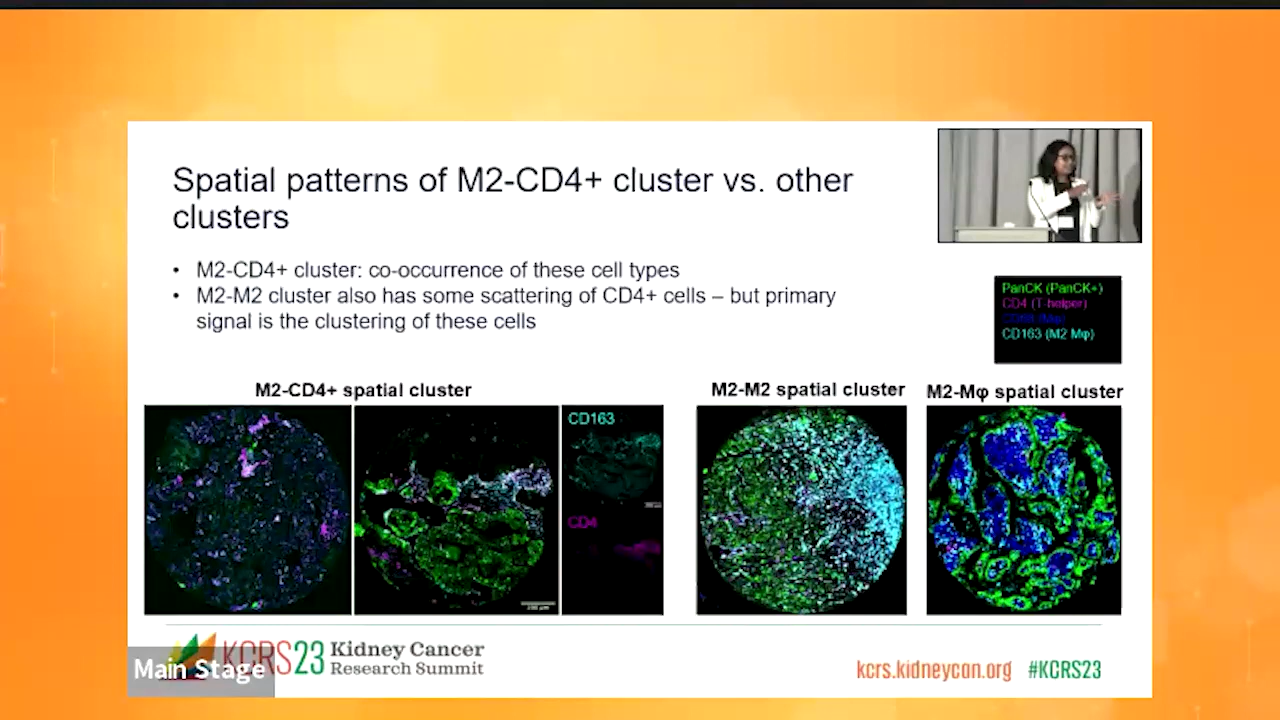 Spatial patterns of M2-CD4+ cluster vs. other
clusters
• M2-CD4+ cluster: co-occurrence of these cell types
• M2-M2 cluster also has some scattering of CD4+ cells – but primary
signal is the clustering of these cells
PanCK (PanCK+)
CD4 (T-helper)
CD68 (Mφ)
CD163 (M2 Mφ)
M2-CD4+ spatial cluster
M2-M2 spatial cluster
M2-Mφ spatial cluster
CD163
CD4
KCRS23 Kidney Cancer
Research Summit
Main Stage
kcrs.kidneycan.org #KCRS23